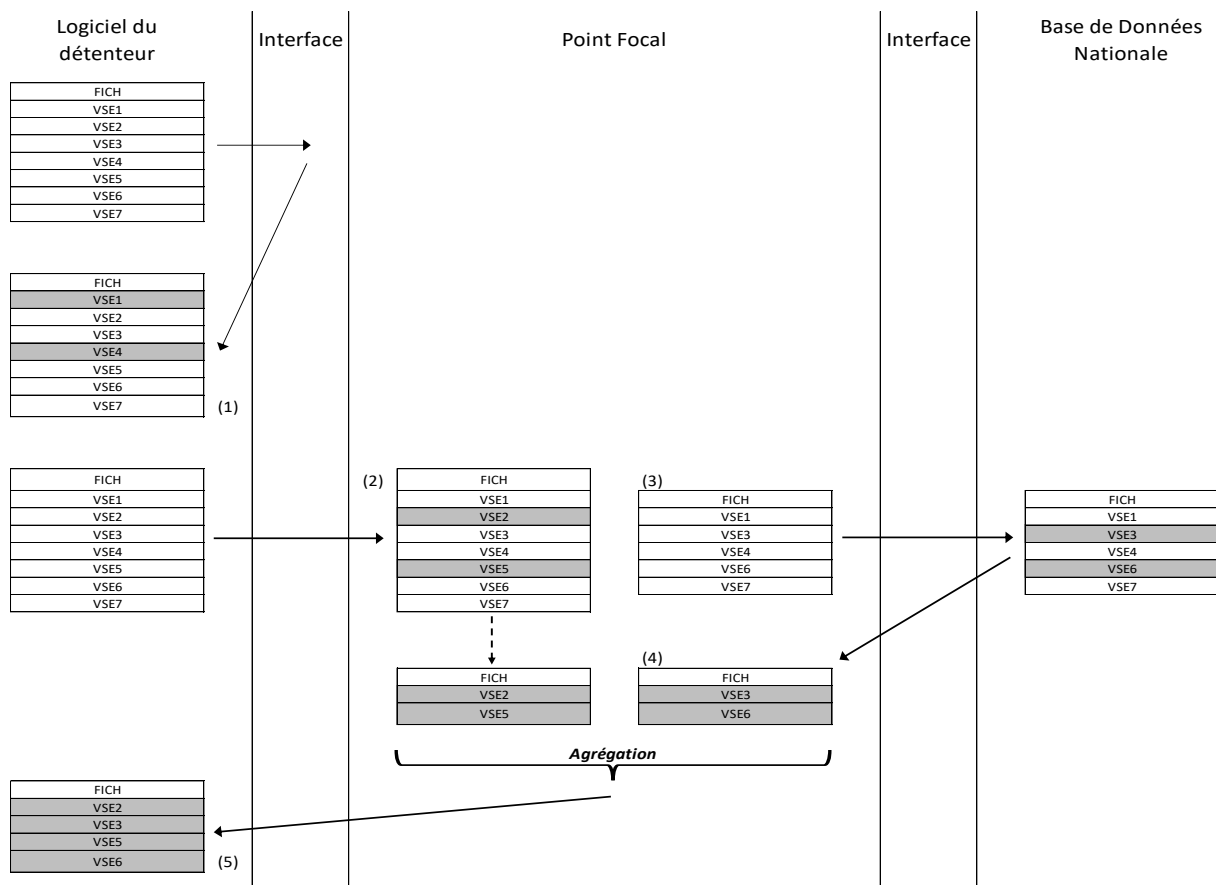 Logiciel du
détenteur
Interface
Point Focal
Interface
Base de Données
Nationale
FICH
VSE1
VSE2
VSE3
VSE4
VSE5
VSE6
VSE7
FICH
VSE1
VSE2
VSE3
VSE4
VSE5
VSE6
VSE7
(1)
FICH
VSE1
VSE2
VSE3
VSE4
VSE5
VSE6
VSE7
(2)
FICH
VSE1
VSE2
VSE3
VSE4
VSE5
VSE6
VSE7
(3)
FICH
VSE1
VSE3
VSE4
VSE6
VSE7
FICH
VSE1
VSE3
VSE4
VSE6
VSE7
FICH
VSE2
VSE5
(4)
FICH
VSE3
VSE6
Agrégation
FICH
VSE2
VSE3
VSE5
VSE6
(5)